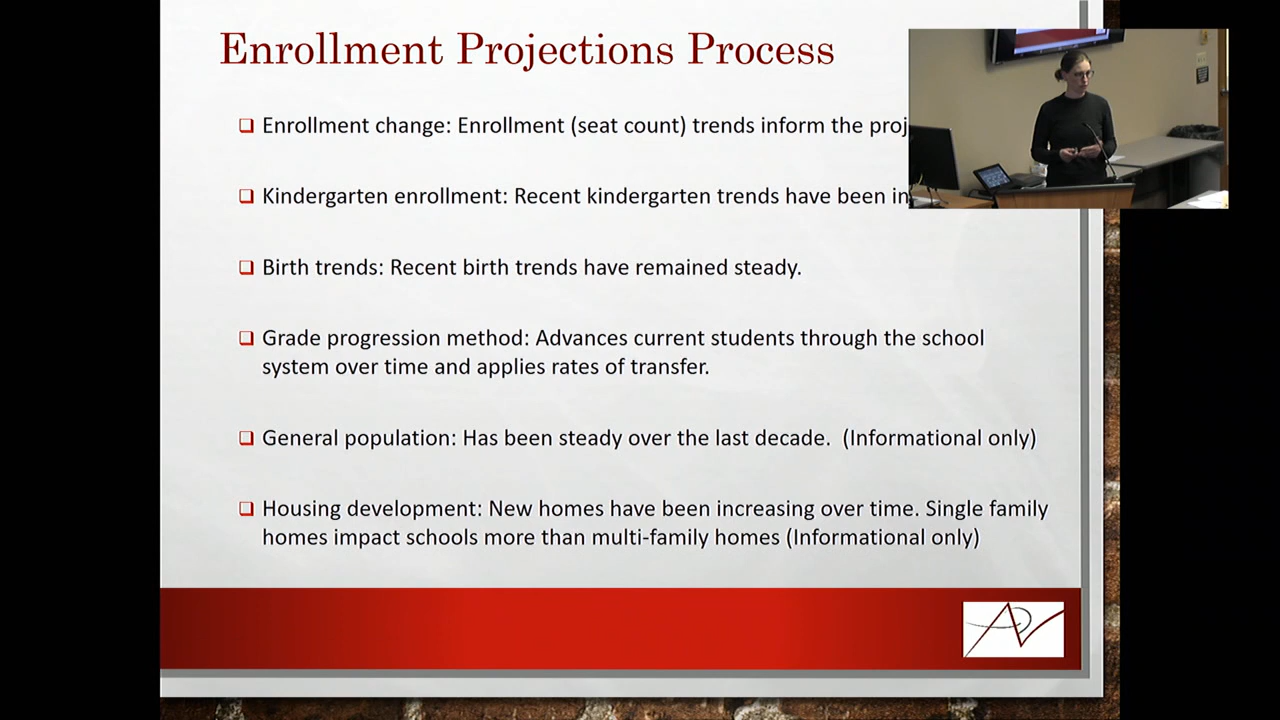 Enrollment Projections Process
❑ Enrollment change: Enrollment (seat count) trends inform the
❑ Kindergarten enrollment: Recent kindergarten trends have been
❑ Birth trends: Recent birth trends have remained steady.
❑ Grade progression method: Advances current students through the school
system over time and applies rates of transfer.
❑ General population: Has been steady over the last decade. (Informational only)
❑ Housing development: New homes have been increasing over time. Single family
homes impact schools more than multi-family homes (Informational only)